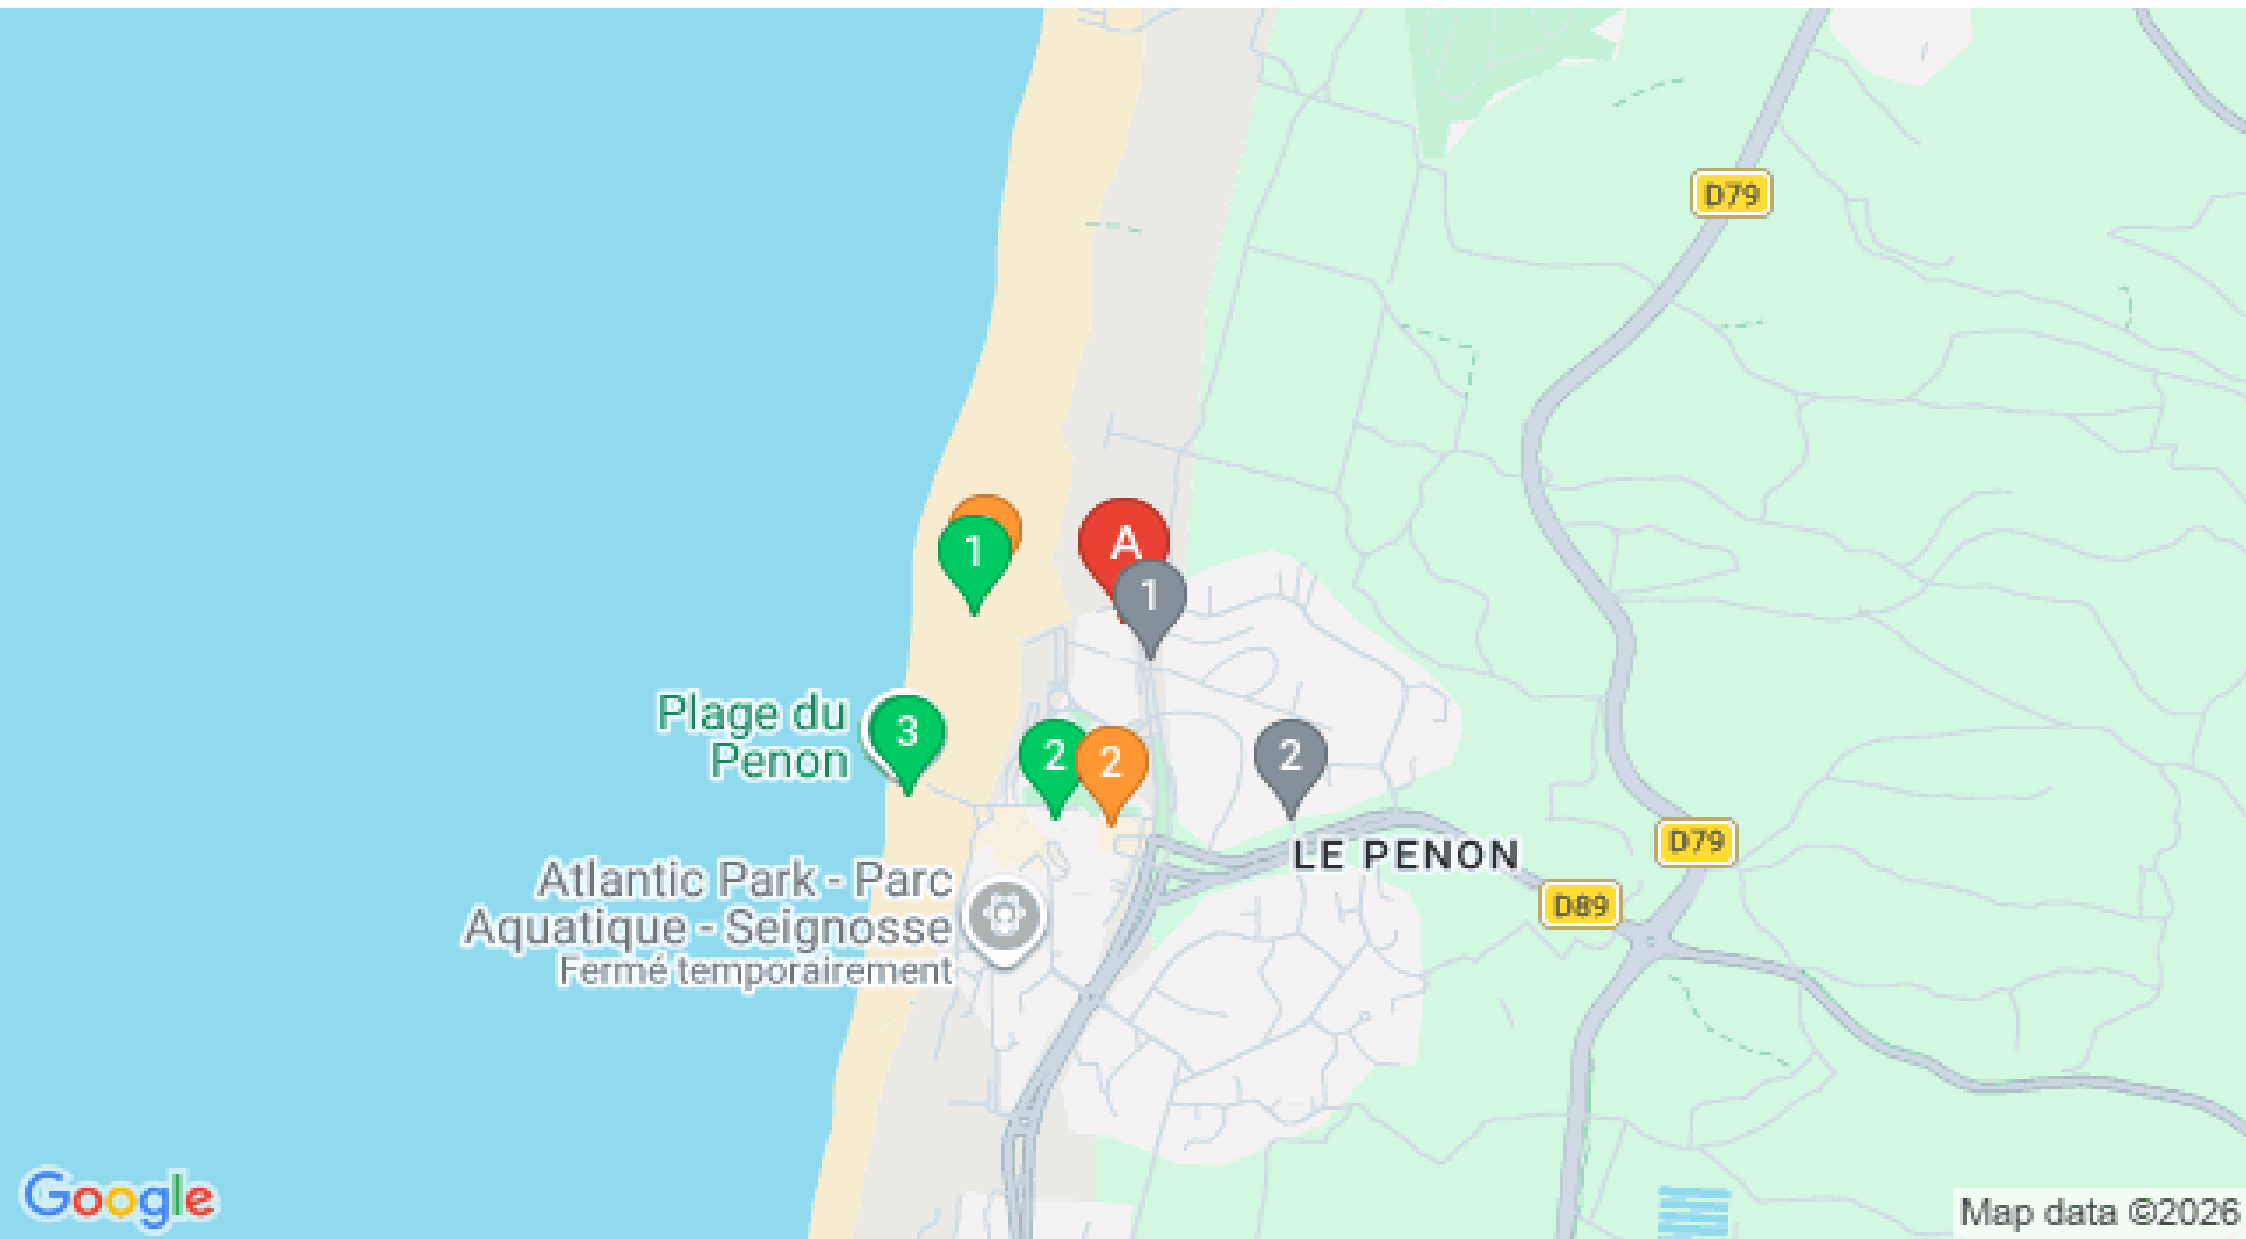 D79
A
1
1
Plage du
Penon
3
2
2
2
LE PENON
D79
Atlantic Park - Parc
Aquatique - Seignosse
Fermé temporairement
D89
Google
Map data ©2026